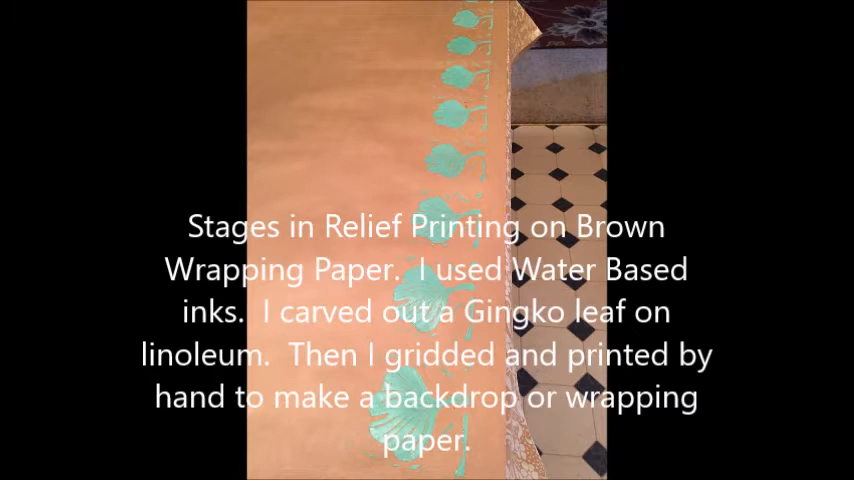 Stages in Relief Printing on Brown
Wrapping Paper.  I used Water Based
inks.  I carved out a Gingko leaf on
linoleum.  Then I gridded and printed by
hand to make a backdrop or wrapping
paper.